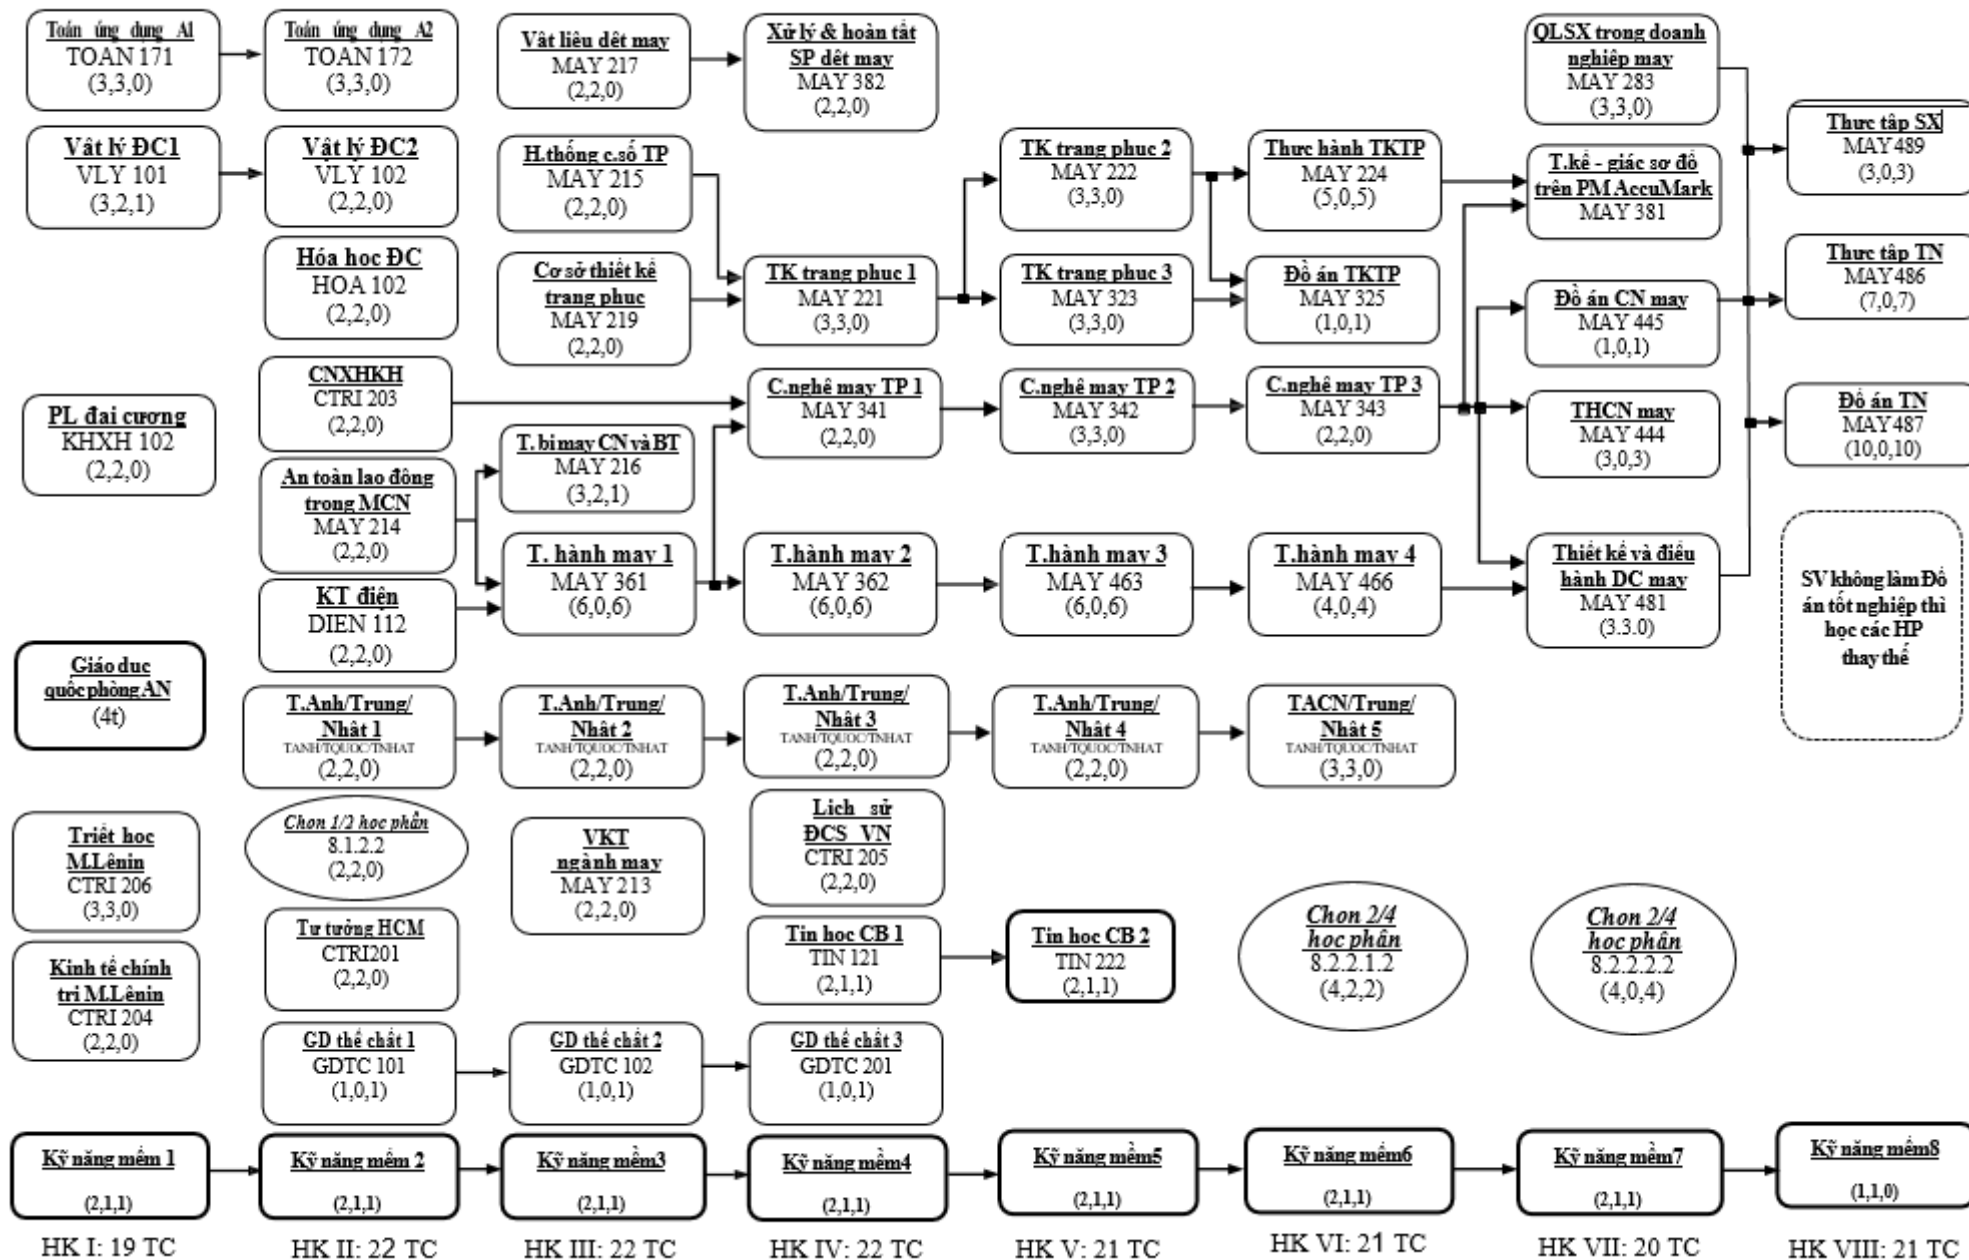 Toán ứng dụng A1
TOAN 171
(3,3,0)
Vật lý ĐC1
VLY 101
(3,2,1)
PL đại cương
KHXH 102
(2,2,0)
Giáo dục
quốc phòng AN
(4t)
Triết học
M.Lênin
CTRI 206
(3,3,0)
Kinh tế chính
trị M.Lênin
CTRI 204
(2,2,0)
Kỹ năng mềm 1
(2,1,1)
HK I: 19 TC
Toán ứng dụng A2
TOAN 172
(3,3,0)
Vật lý ĐC2
VLY 102
(2,2,0)
Hóa học ĐC
HOA 102
(2,2,0)
CNXHKH
CTRI 203
(2,2,0)
An toàn lao động
trong MCN
MAY 214
(2,2,0)
KT điện
DIEN 112
(2,2,0)
T.Anh/Trung/
Nhật 1
TANH/TQUOC/TNHAT
(2,2,0)
Chọn 1/2 học phần
8.1.2.2
(2,2,0)
Tư tưởng HCM
CTRI201
(2,2,0)
GD thể chất 1
GDTC 101
(1,0,1)
Kỹ năng mềm 2
(2,1,1)
HK II: 22 TC
Vật liệu dệt may
MAY 217
(2,2,0)
H.thống c.số TP
MAY 215
(2,2,0)
Cơ sở thiết kế
trang phục
MAY 219
(2,2,0)
T. bị may CN và BT
MAY 216
(3,2,1)
T. hành may 1
MAY 361
(6,0,6)
T.Anh/Trung/
Nhật 2
TANH/TQUOC/TNHAT
(2,2,0)
VKT
ngành may
MAY 213
(2,2,0)
GD thể chất 2
GDTC 102
(1,0,1)
Kỹ năng mềm3
(2,1,1)
HK III: 22 TC
Xử lý & hoàn tất
SP dệt may
MAY 382
(2,2,0)
TK trang phục 1
MAY 221
(3,3,0)
C.nghệ may TP 1
MAY 341
(2,2,0)
T.hành may 2
MAY 362
(6,0,6)
T.Anh/Trung/
Nhật 3
TANH/TQUOC/TNHAT
(2,2,0)
Lịch sử
ĐCS VN
CTRI 205
(2,2,0)
Tin học CB 1
TIN 121
(2,1,1)
GD thể chất 3
GDTC 201
(1,0,1)
Kỹ năng mềm4
(2,1,1)
HK IV: 22 TC
TK trang phục 2
MAY 222
(3,3,0)
TK trang phục 3
MAY 323
(3,3,0)
C.nghệ may TP 2
MAY 342
(3,3,0)
T.hành may 3
MAY 463
(6,0,6)
T.Anh/Trung/
Nhật 4
TANH/TQUOC/TNHAT
(2,2,0)
Tin học CB 2
TIN 222
(2,1,1)
Kỹ năng mềm5
(2,1,1)
HK V: 21 TC
Thực hành TKTP
MAY 224
(5,0,5)
Đồ án TKTP
MAY 325
(1,0,1)
C.nghệ may TP 3
MAY 343
(2,2,0)
T.hành may 4
MAY 466
(4,0,4)
TACN/Trung/
Nhật 5
TANH/TQUOC/TNHAT
(3,3,0)
Chọn 2/4
học phần
8.2.2.1.2
(4,2,2)
Kỹ năng mềm6
(2,1,1)
HK VI: 21 TC
QLSX trong doanh
nghiệp may
MAY 283
(3,3,0)
T.kế - giác sơ đồ
trên PM AccuMark
MAY 381
Đồ án CN may
MAY 445
(1,0,1)
THCN may
MAY 444
(3,0,3)
Thiết kế và điều
hành DC may
MAY 481
(3.3.0)
Chọn 2/4
học phần
8.2.2.2.2
(4,0,4)
Kỹ năng mềm7
(2,1,1)
HK VII: 20 TC
Thực tập SX
MAY 489
(3,0,3)
Thực tập TN
MAY 486
(7,0,7)
Đồ án TN
MAY 487
(10,0,10)
SV không làm Đồ
án tốt nghiệp thì
học các HP
thay thế
Kỹ năng mềm8
(1,1,0)
HK VIII: 21 TC